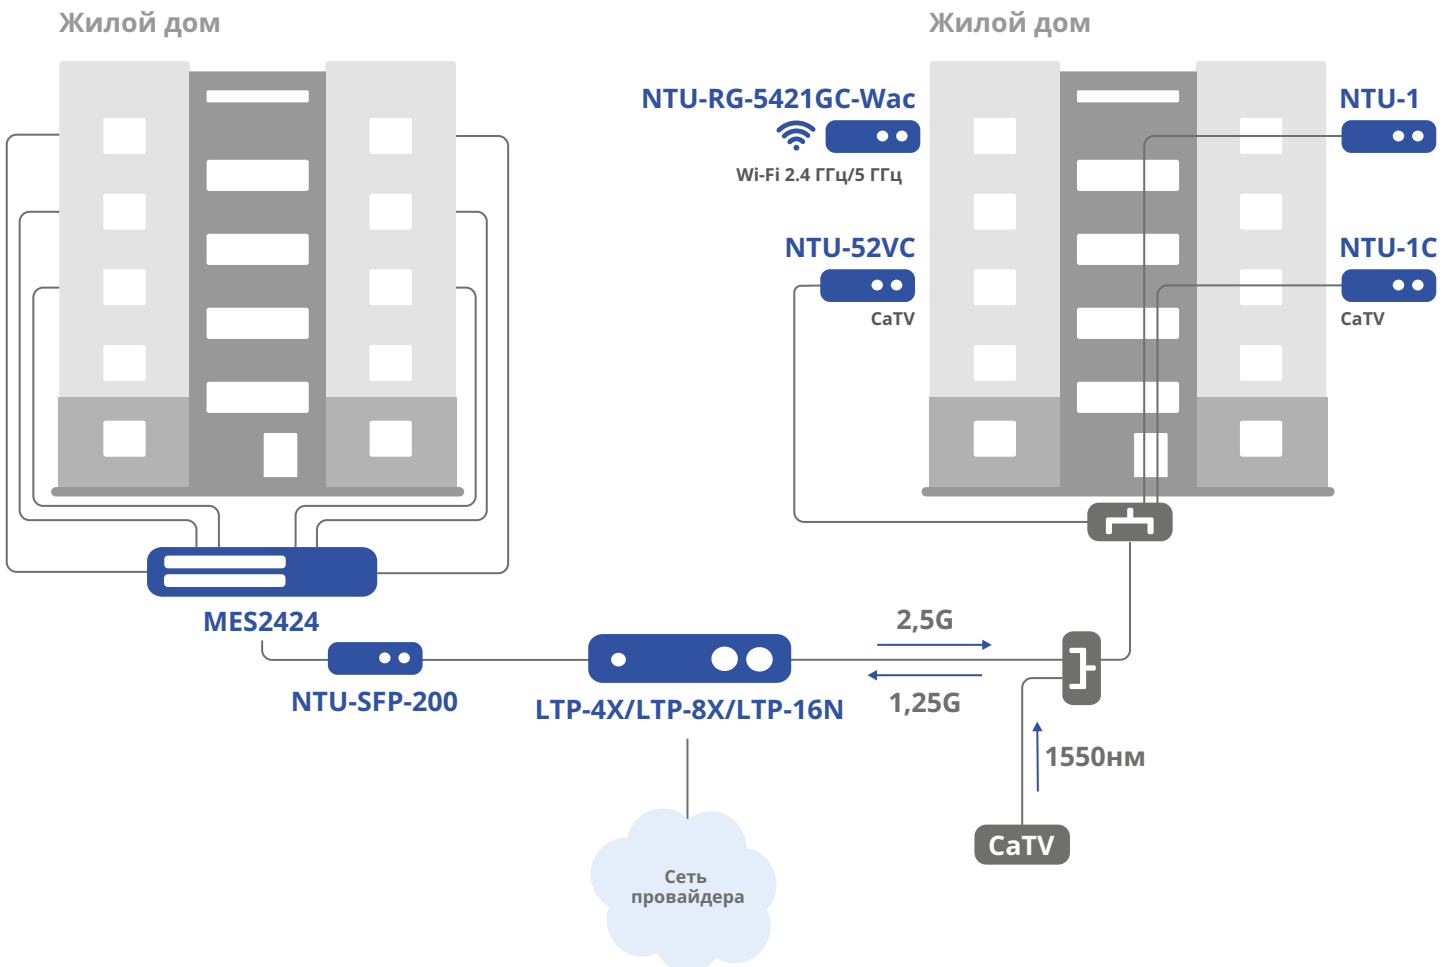 Жилой дом
Жилой дом
NTU-RG-5421GC-Wac
Wi-Fi 2.4 ГГц/5 ГГц
NTU-1
NTU-52VC
CaTV
NTU-1C
CaTV
MES2424
NTU-SFP-200
LTP-4X/LTP-8X/LTP-16N
2,5G
1,25G
1550нм
CaTV
Сеть
провайдера